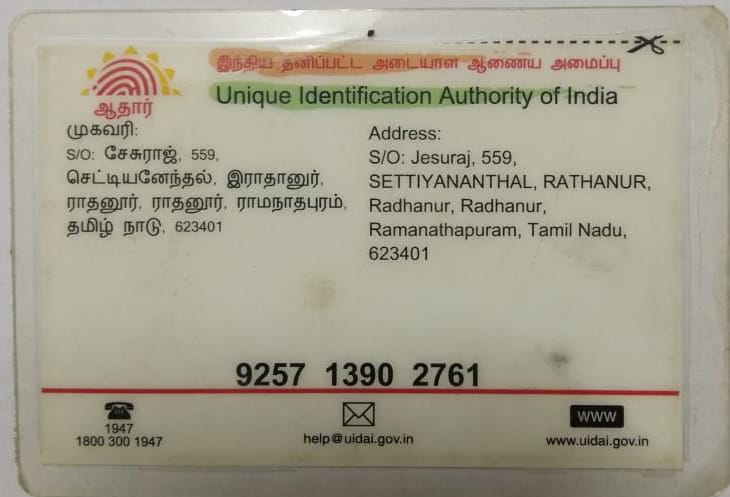 இந்திய தனிப்பட்ட அடையாள ஆணைய அமைப்பு
Unique Identification Authority of India
ஆதார்
முகவரி:
S/O: சேசுராஜ், 559,
செட்டியனேந்தல், இராதானுர்,
ராதனூர், ராதனூர், ராமநாதபுரம்,
தமிழ் நாடு, 623401
Address:
S/O: Jesuraj, 559,
SETTIYANANTHAL, RATHANUR,
Radhanur, Radhanur,
Ramanathapuram, Tamil Nadu,
623401
9257 1390 2761
1947
1800 300 1947
help@uidai.gov.in
WWW
www.uidai.gov.in